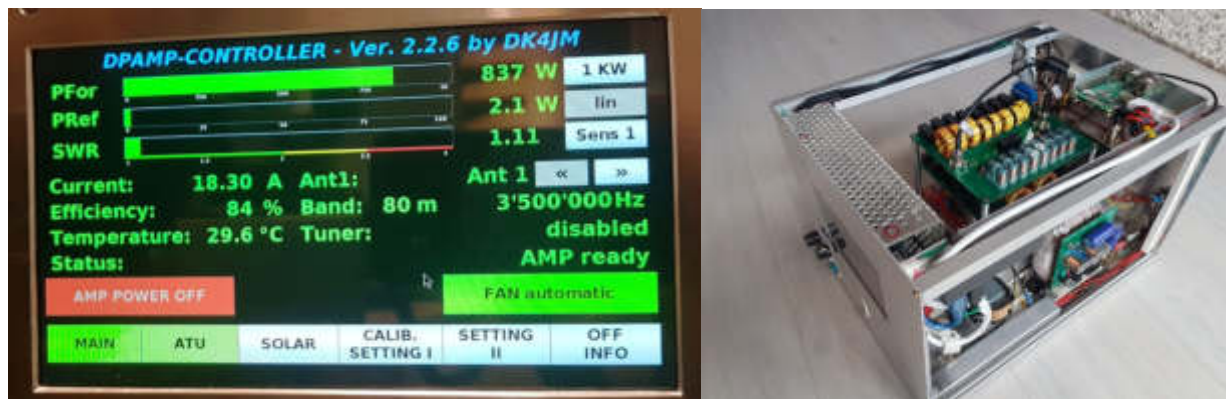 DPAMP-CONTROLLER - Ver. 2.2.6 by DK4JM
PFor 837 W 1 KW
PRef 2.1 W lin
SWR 1.11 Sens 1
Ant 1 « »
Current: 18.30 A Ant1:
Efficiency: 84 % Band: 80 m 3'500'000Hz
Temperature: 29.6 °C Tuner: disabled
Status: AMP ready
AMP POWER OFF FAN automatic
MAIN ATU SOLAR CALIB. SETTING I SETTING II OFF INFO